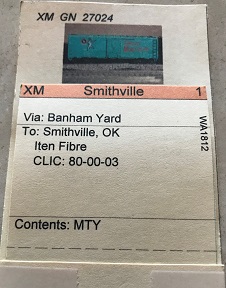 XM GN 27024
XM Smithville 1
Via: Banham Yard
To: Smithville, OK
Iten Fibre
CLIC: 80-00-03
WA1812
Contents: MTY